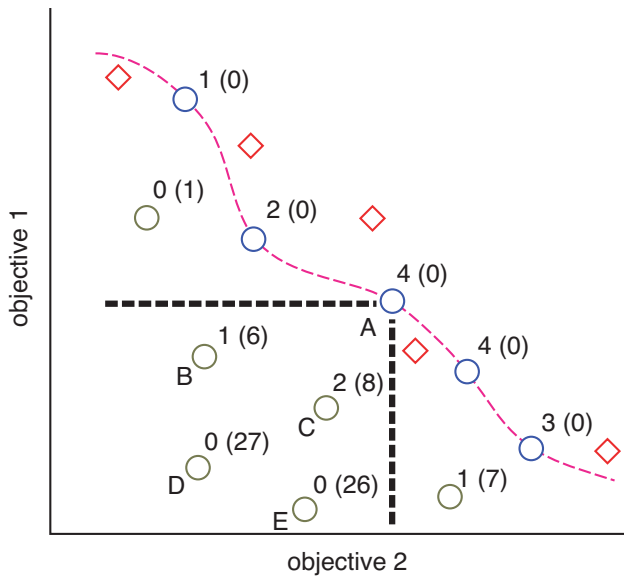 1 (0)
0 (1)
2 (0)
4 (0)
A
1 (6)
B
4 (0)
2 (8)
C
3 (0)
0 (27)
D
0 (26)
E
1 (7)
objective 1
objective 2